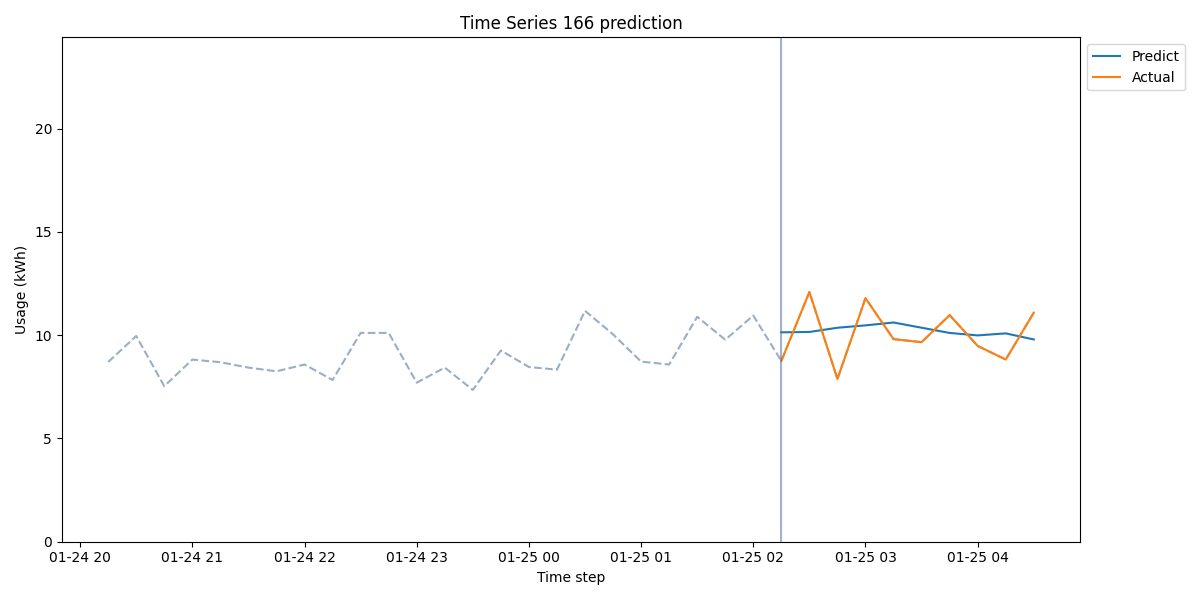 Time Series 166 prediction
Predict
Actual
20
15
10
5
0
Usage (kWh)
01-24 20 01-24 21 01-24 22 01-24 23 01-25 00 01-25 01 01-25 02 01-25 03 01-25 04
Time step